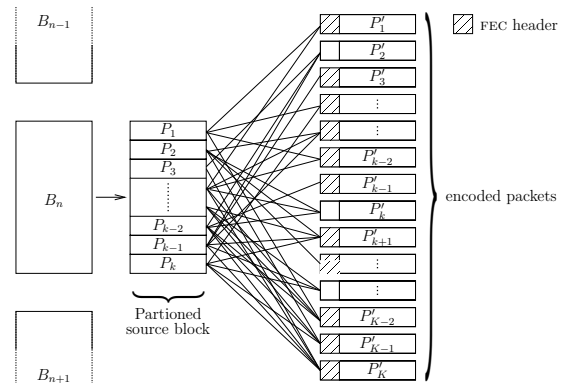 B_{n−1}
B_n
B_{n+1}
P_1
P_2
P_3
⋮
P_{k−2}
P_{k−1}
P_k
Partioned
source block
P′_1
P′_2
P′_3
⋮
⋮
P′_{k−2}
P′_{k−1}
P′_k
P′_{k+1}
⋮
⋮
P′_{K−2}
P′_{K−1}
P′_K
FEC header
encoded packets